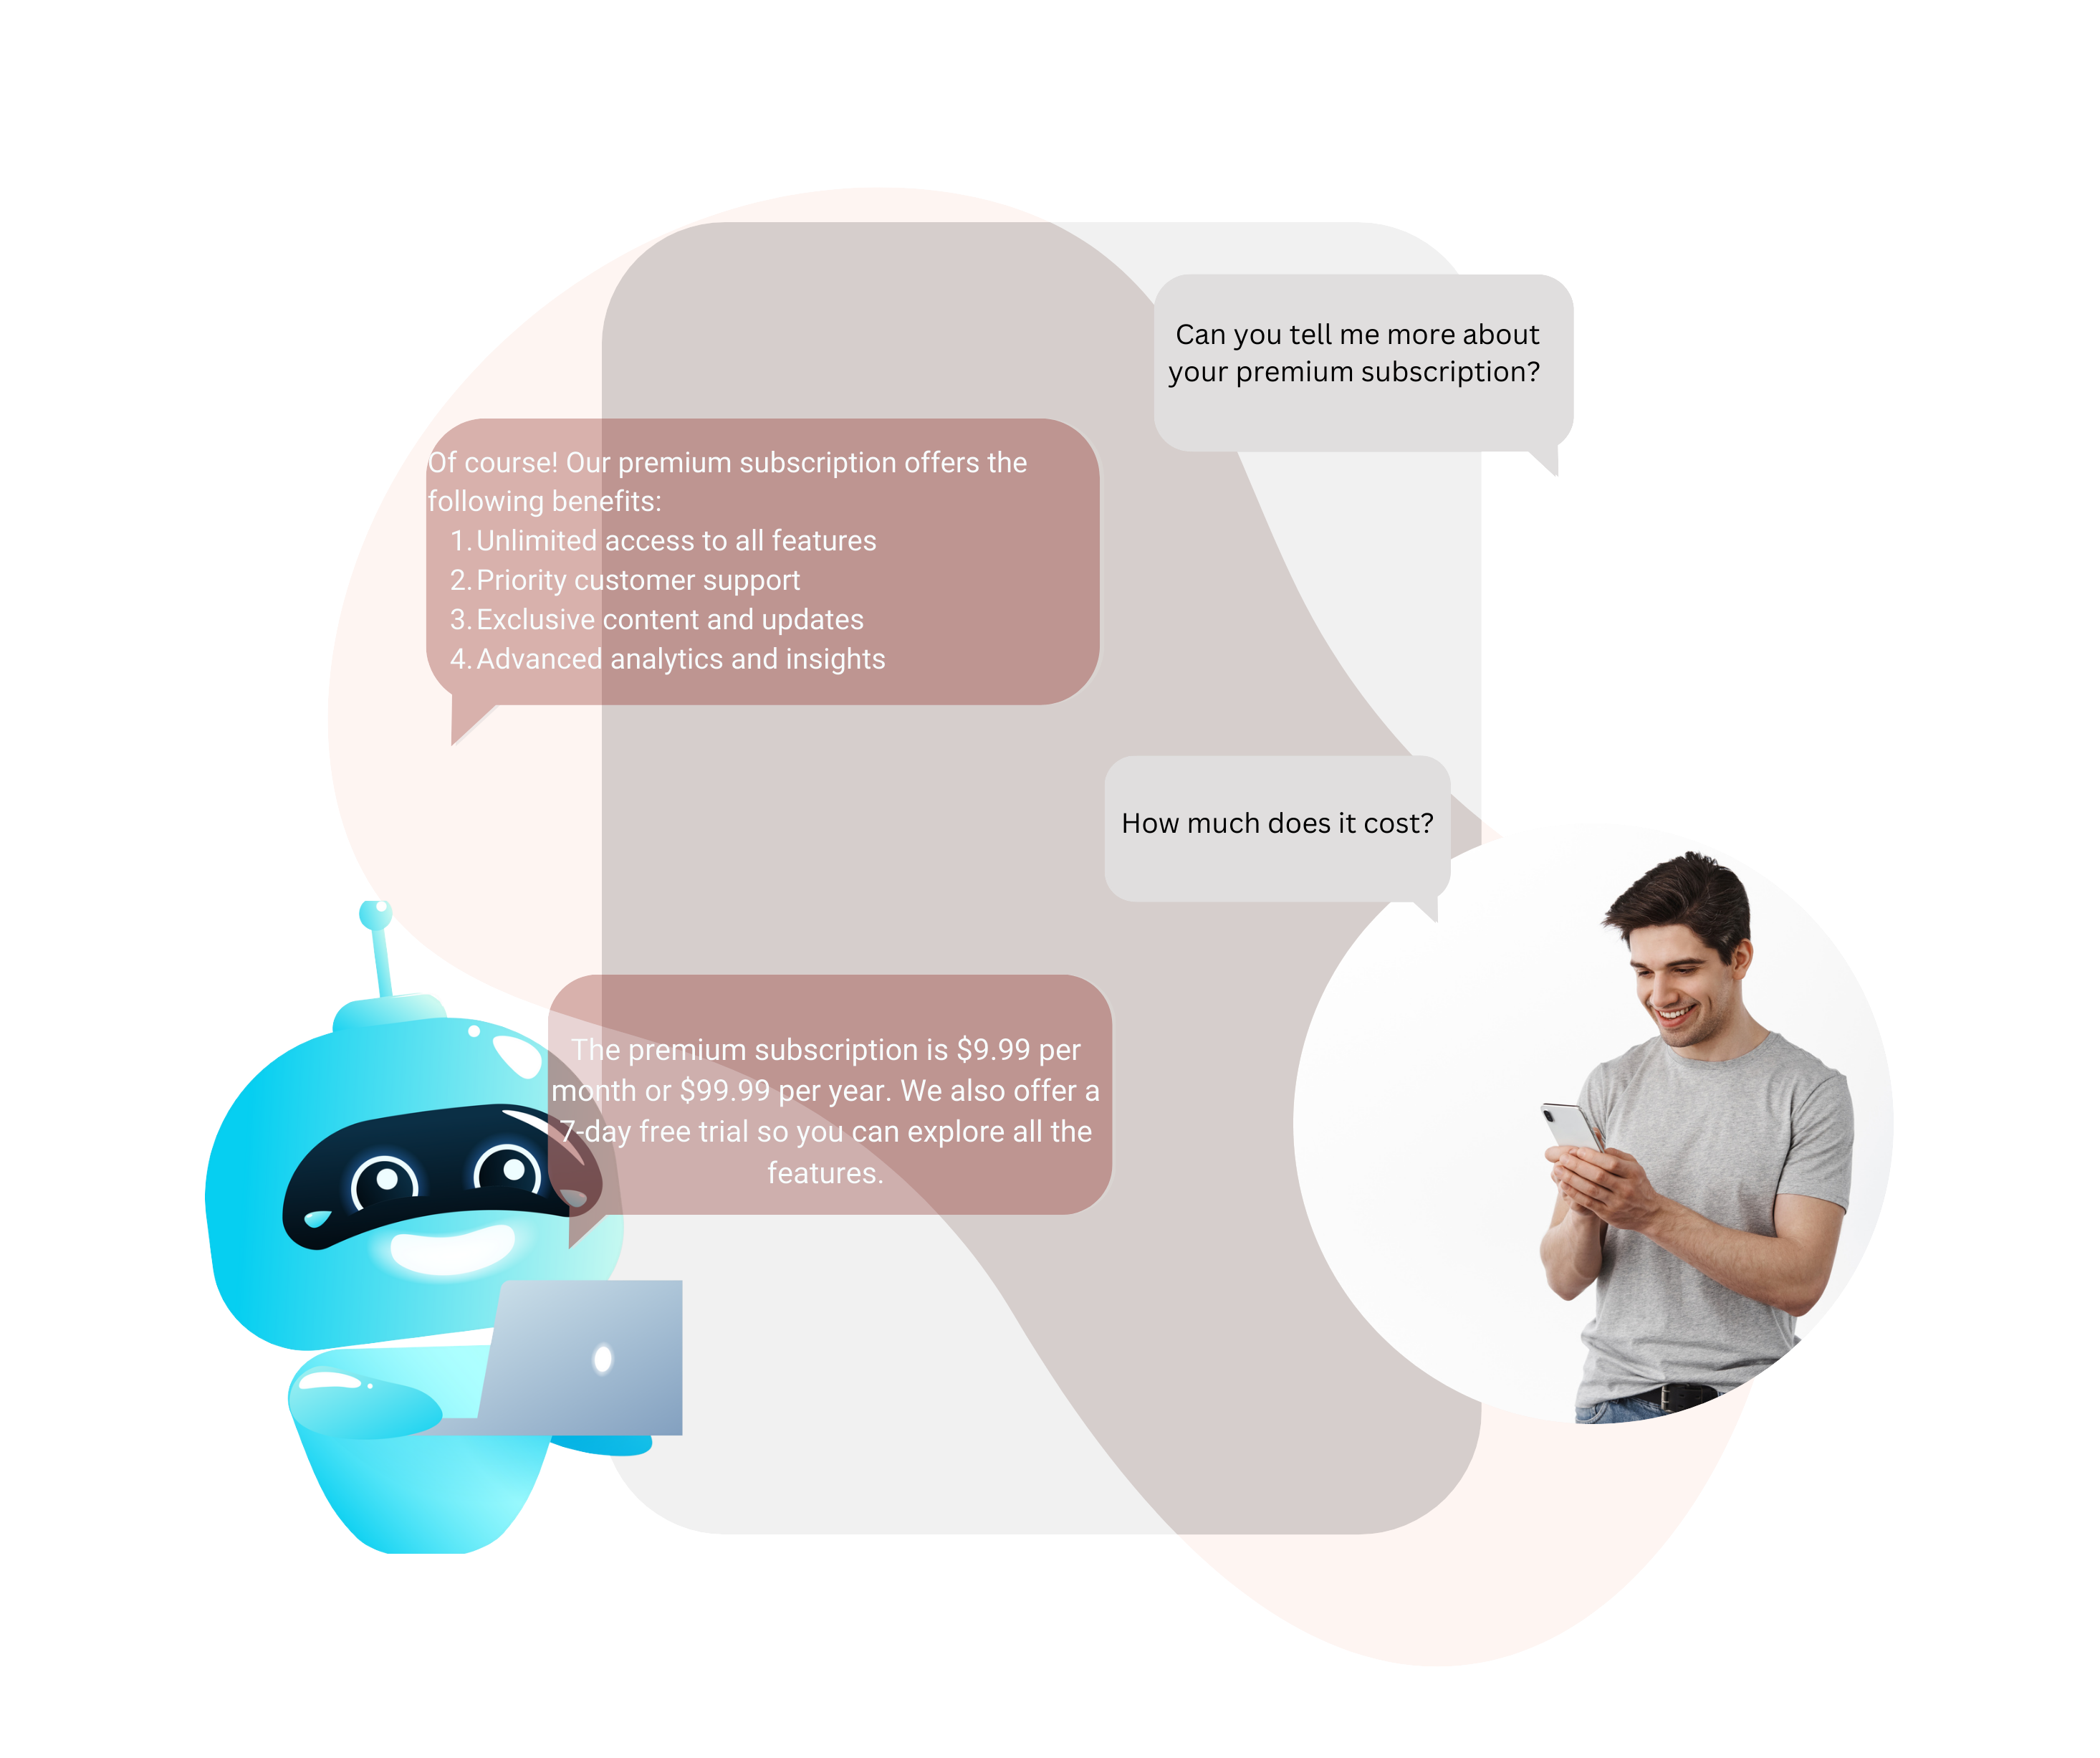 Can you tell me more about
your premium subscription?
Of course! Our premium subscription offers the
following benefits:
1. Unlimited access to all features
2. Priority customer support
3. Exclusive content and updates
4. Advanced analytics and insights
How much does it cost?
The premium subscription is $9.99 per
month or $99.99 per year. We also offer a
7-day free trial so you can explore all the
features.